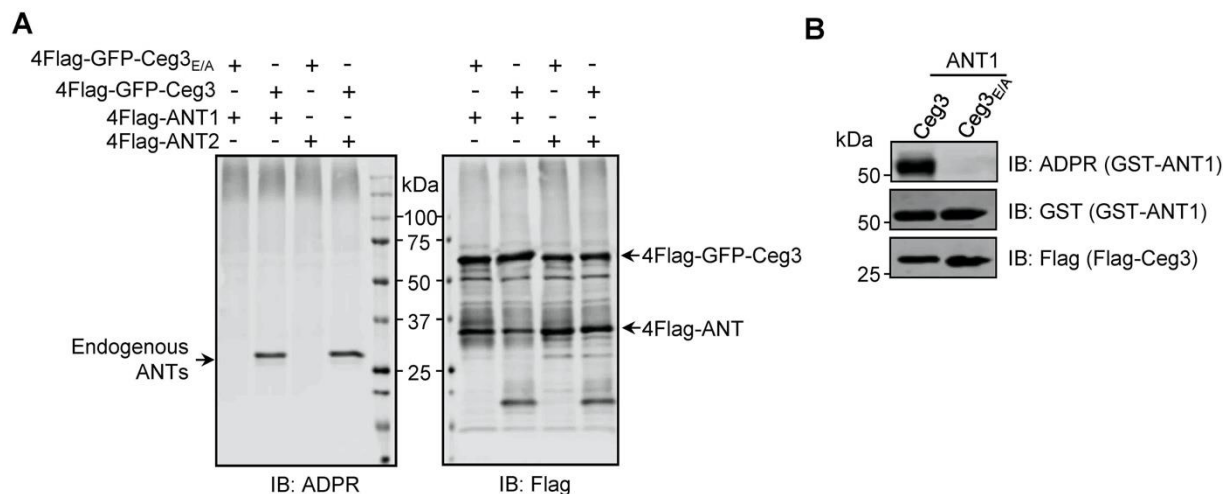 A
4Flag-GFP-Ceg3E/A + - + -
4Flag-GFP-Ceg3 - + - +
4Flag-ANT1 + + - -
4Flag-ANT2 - - + +
+ - + -
- + - +
+ + - -
- - + +
kDa
100
75
50
37
25
Endogenous
ANTs
4Flag-GFP-Ceg3
4Flag-ANT
IB: ADPR
IB: Flag
B
ANT1
Ceg3
Ceg3E/A
kDa
50
IB: ADPR (GST-ANT1)
50
IB: GST (GST-ANT1)
25
IB: Flag (Flag-Ceg3)